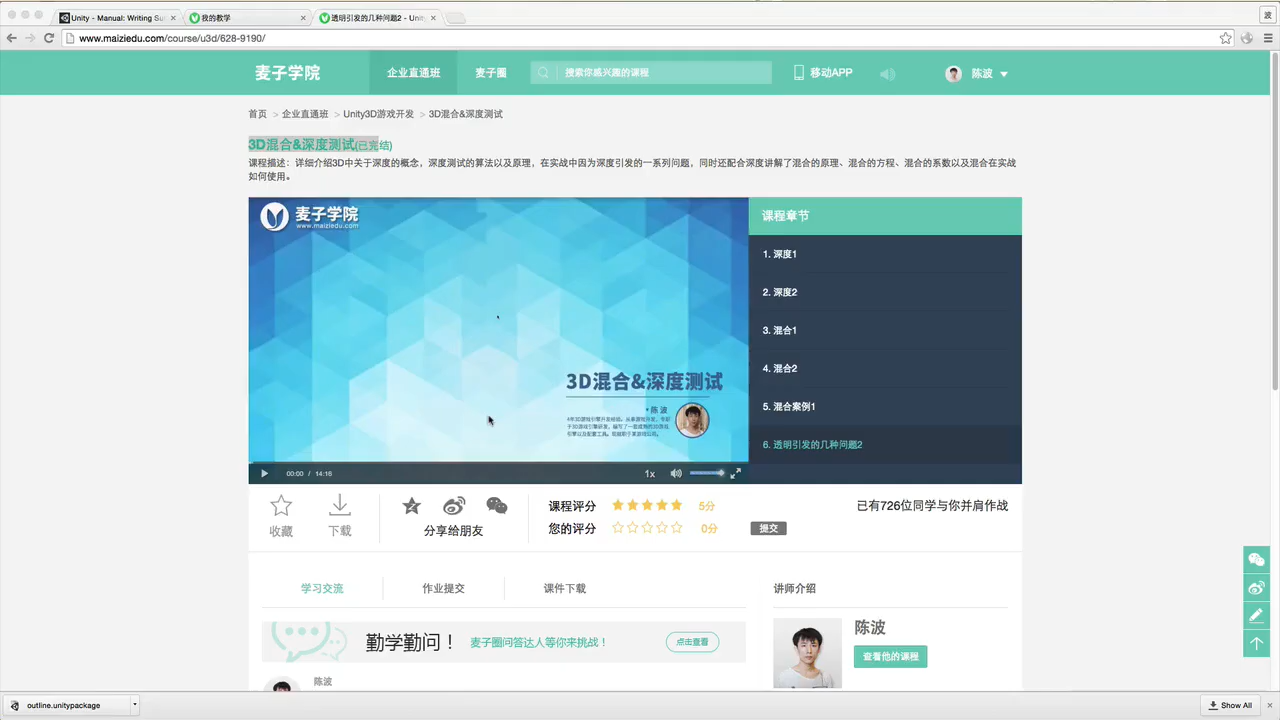 Unity - Manual: Writing Su
我的教学
透明引发的几种问题2 - Unit
波
www.maiziedu.com/course/u3d/628-9190/
麦子学院
企业直通班
麦子圈
搜索你感兴趣的课程
移动APP
陈波
首页 > 企业直通班 > Unity3D游戏开发 > 3D混合&深度测试
3D混合&深度测试(已完结)
课程描述：详细介绍3D中关于深度的概念，深度测试的算法以及原理，在实战中因为深度引发的一系列问题，同时还配合深度讲解了混合的原理、混合的方程、混合的系数以及混合在实战
如何使用。
麦子学院
www.maiziedu.com
3D混合&深度测试
陈 波
00:00 / 14:16
1x
课程章节
1. 深度1
2. 深度2
3. 混合1
4. 混合2
5. 混合案例1
6. 透明引发的几种问题2
收藏
下载
分享给朋友
课程评分
5分
您的评分
0分
提交
已有726位同学与你并肩作战
学习交流
作业提交
课件下载
讲师介绍
勤学勤问！
麦子圈问答达人等你来挑战！
点击查看
陈波
查看他的课程
陈波
outline.unitypackage
Show All